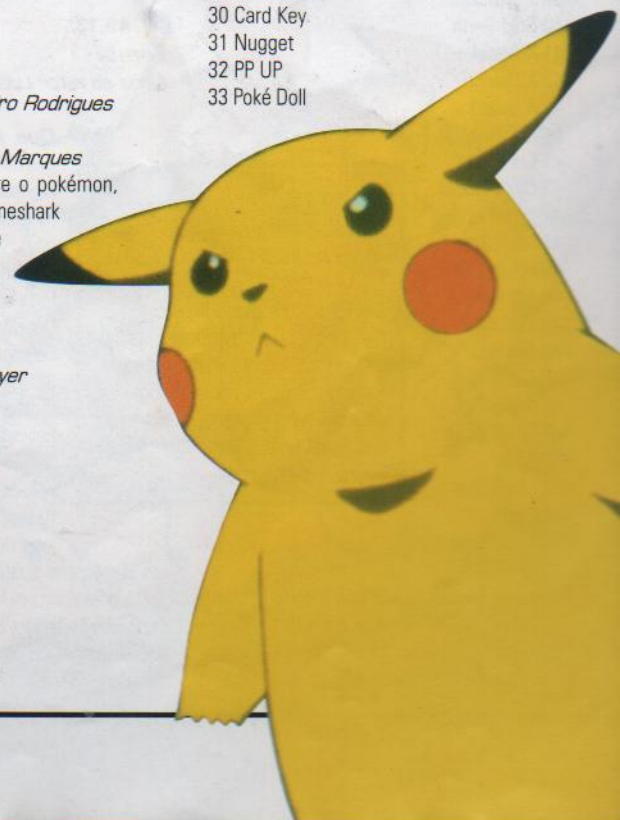 30 Card Key
31 Nugget
32 PP UP
33 Poké Doll
ro Rodrigues
Marques
e o pokémon,
neshark
yer